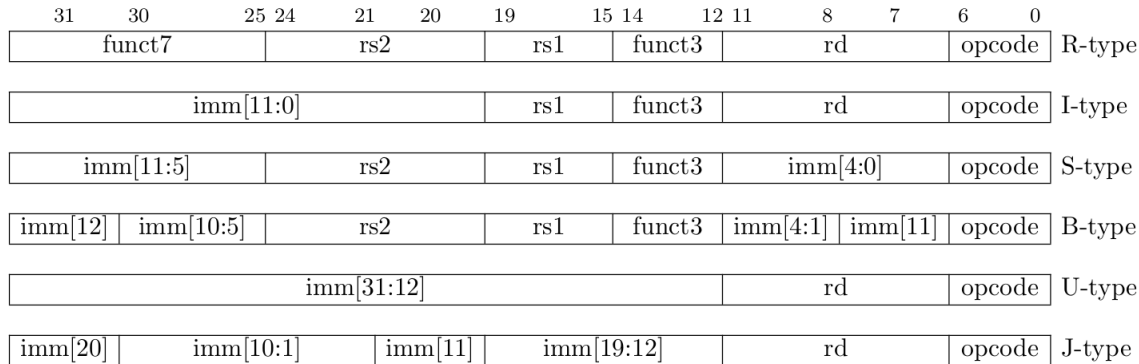 31 30 25 24 21 20 19 15 14 12 11 8 7 6 0
funct7 rs2 rs1 funct3 rd opcode R-type
imm[11:0] rs1 funct3 rd opcode I-type
imm[11:5] rs2 rs1 funct3 imm[4:0] opcode S-type
imm[12] imm[10:5] rs2 rs1 funct3 imm[4:1] imm[11] opcode B-type
imm[31:12] rd opcode U-type
imm[20] imm[10:1] imm[11] imm[19:12] rd opcode J-type